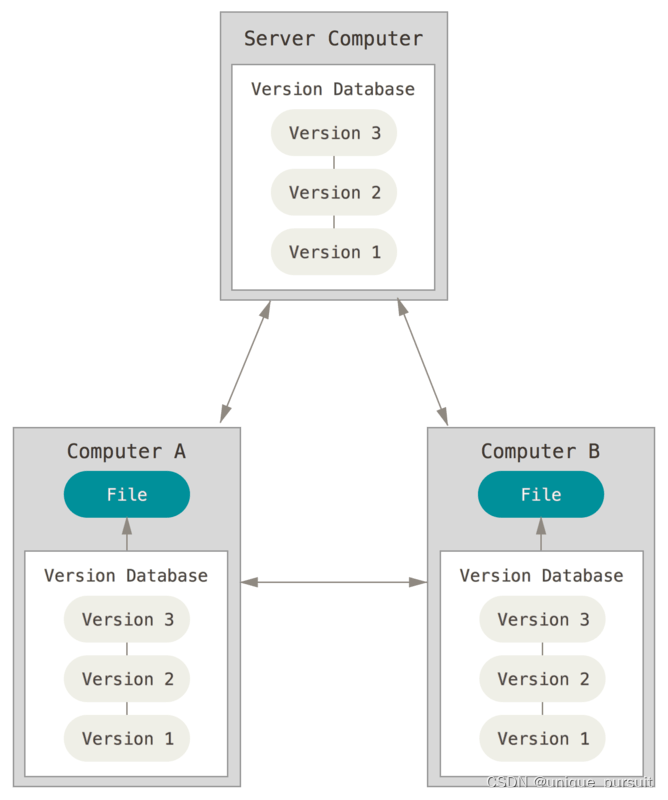 Server Computer
Version Database
Version 3
Version 2
Version 1
Computer A
File
Version Database
Version 3
Version 2
Version 1
Computer B
File
Version Database
Version 3
Version 2
Version 1
CSDN @unique_pursuit